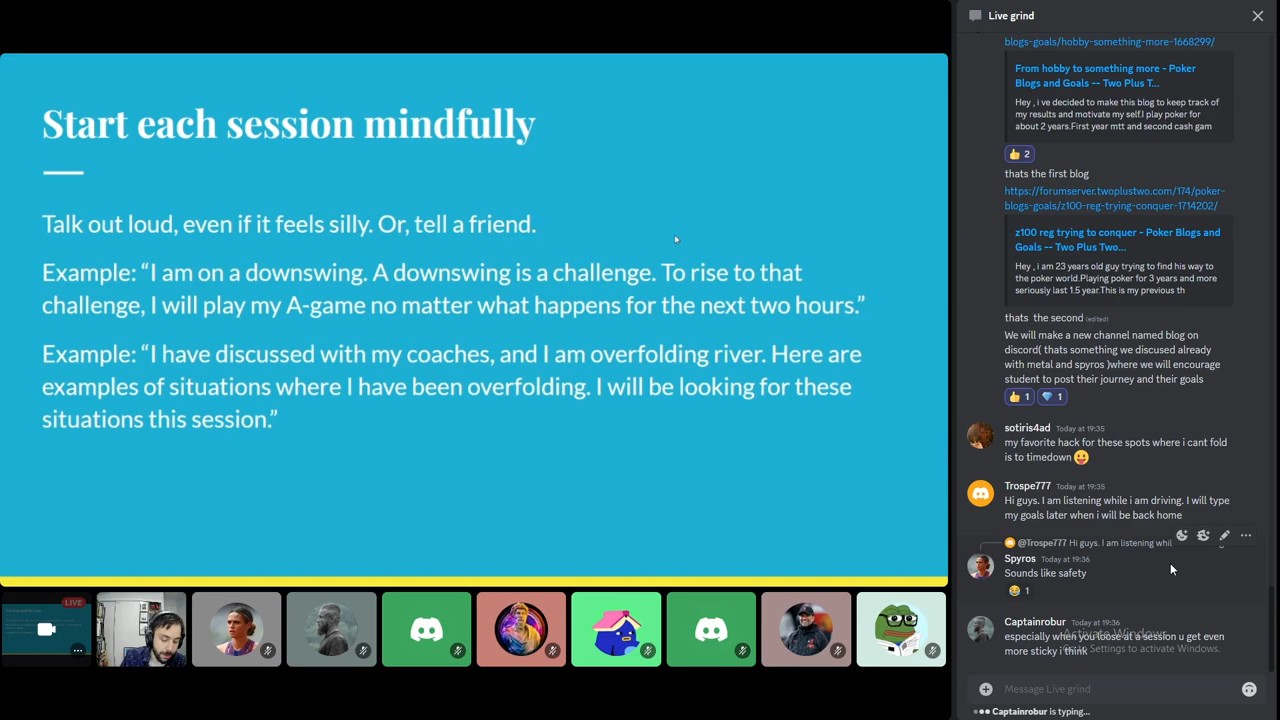 Start each session mindfully
Talk out loud, even if it feels silly. Or, tell a friend.
Example: “I am on a downswing. A downswing is a challenge. To rise to that
challenge, I will play my A-game no matter what happens for the next two hours.”
Example: “I have discussed with my coaches, and I am overfolding river. Here are
examples of situations where I have been overfolding. I will be looking for these
situations this session.”
LIVE
Live grind
blogs-goals/hobby-something-more-1668299/
From hobby to something more - Poker
Blogs and Goals -- Two Plus T...
Hey , i ve decided to make this blog to keep track of
my results and motivate my self.I play poker for
about 2 years.First year mtt and second cash gam
2
thats the first blog
https://forumserver.twoplustwo.com/174/poker-
blogs-goals/z100-reg-trying-conquer-1714202/
z100 reg trying to conquer - Poker Blogs and
Goals -- Two Plus Two...
Hey , i am 23 years old guy trying to find his way to
the poker world.Playing poker for 3 years and more
seriously last 1.5 year.This is my previous th
thats the second (edited)
We will make a new channel named blog on
discord( thats something we discussed already
with metal and spyros )where we will encourage
student to post their journey and their goals
1 1
sotiris4ad Today at 19:35
my favorite hack for these spots where i cant fold
is to timedown
Trospe777 Today at 19:35
Hi guys. I am listening while i am driving. I will type
my goals later when i will be back home
@Trospe777 Hi guys. I am listening whil
Spyros Today at 19:36
Sounds like safety
1
Captainrobur Today at 19:36
especially when you loose at a session u get even
more sticky i think
Activate Windows
Go to Settings to activate Windows.
Message Live grind
Captainrobur is typing...